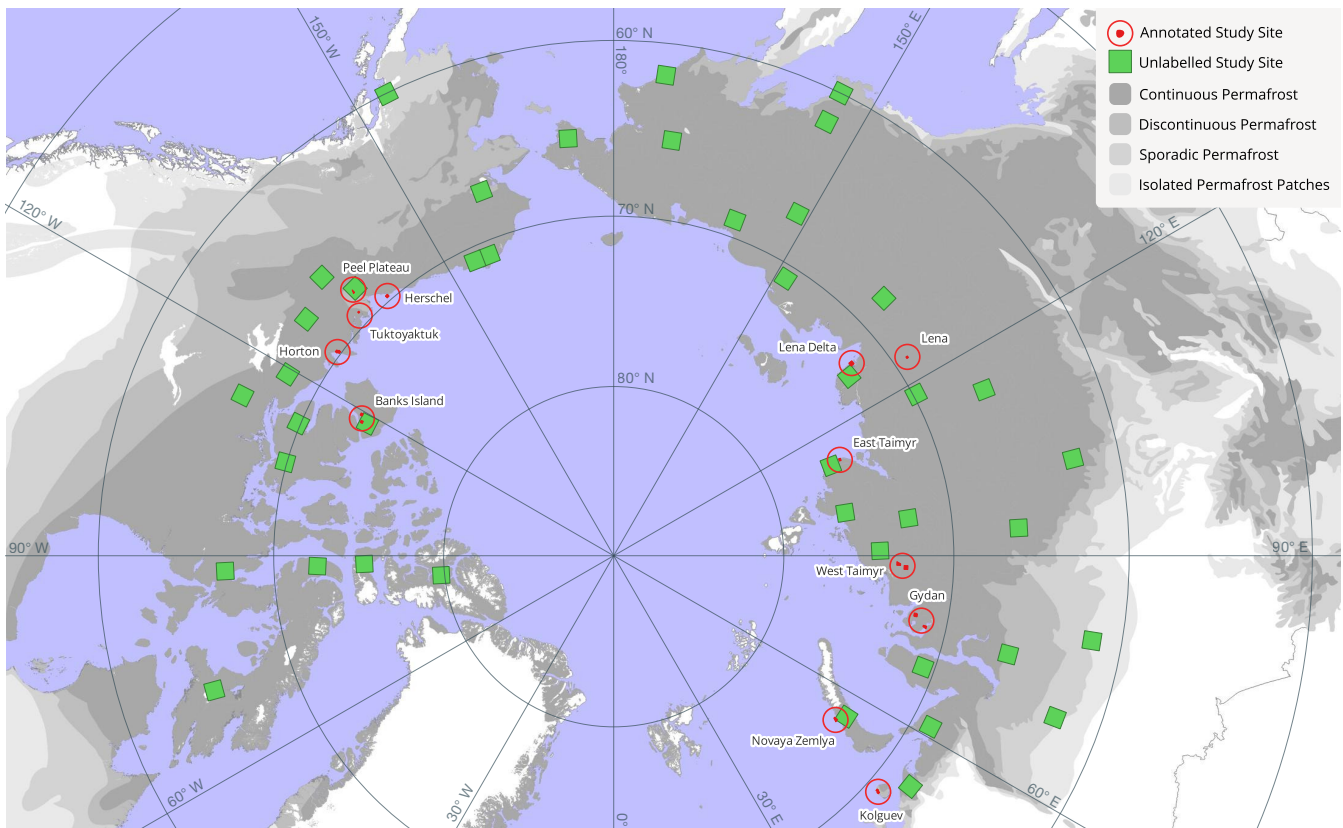 150° W
60° N
180°
150° E
Annotated Study Site
Unlabelled Study Site
Continuous Permafrost
Discontinuous Permafrost
Sporadic Permafrost
Isolated Permafrost Patches
120° W
70° N
120° E
Peel Plateau
Herschel
Tuktoyaktuk
Horton
Lena Delta
Lena
80° N
Banks Island
East Taimyr
90° W
90° E
West Taimyr
Gydan
Novaya Zemlya
60° W
30° W
0°
30° E
60° E
Kolguev